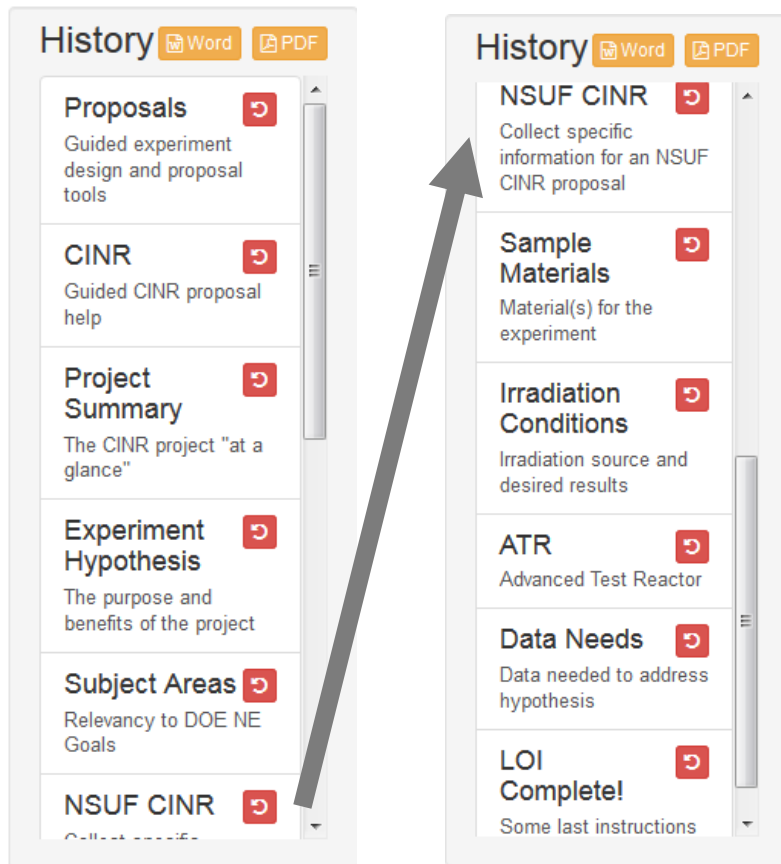 History Word PDF
Proposals
Guided experiment
design and proposal
tools
CINR
Guided CINR proposal
help
Project
Summary
The CINR project "at a
glance"
Experiment
Hypothesis
The purpose and
benefits of the project
Subject Areas
Relevancy to DOE NE
Goals
NSUF CINR
Collect specific
History Word PDF
NSUF CINR
Collect specific
information for an NSUF
CINR proposal
Sample
Materials
Material(s) for the
experiment
Irradiation
Conditions
Irradiation source and
desired results
ATR
Advanced Test Reactor
Data Needs
Data needed to address
hypothesis
LOI
Complete!
Some last instructions